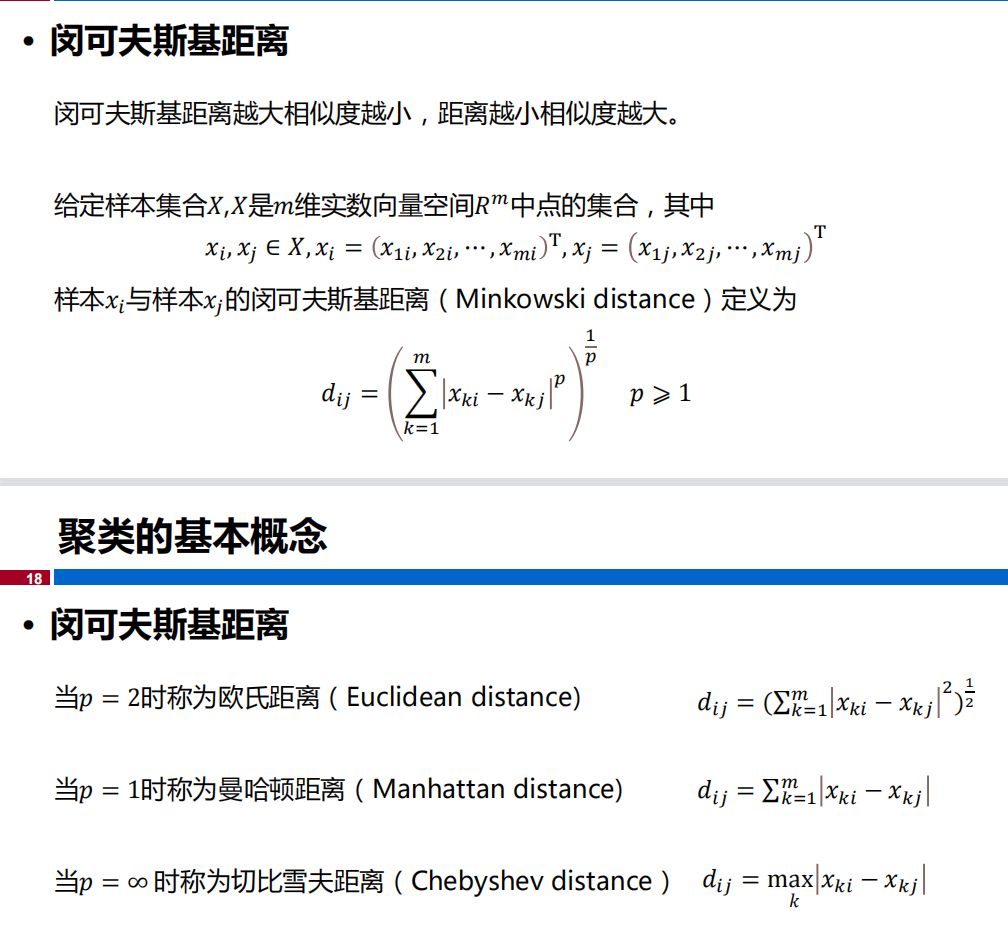 • 闵可夫斯基距离
闵可夫斯基距离越大相似度越小，距离越小相似度越大。
给定样本集合X,X是m维实数向量空间R^m中点的集合，其中
x_i, x_j ∈ X, x_i = (x_{1i}, x_{2i}, ⋯, x_{mi})^T, x_j = (x_{1j}, x_{2j}, ⋯, x_{mj})^T
样本x_i与样本x_j的闵可夫斯基距离（Minkowski distance）定义为
d_{ij} = (∑_{k=1}^{m} |x_{ki} − x_{kj}|^p)^{1/p} p ⩾ 1
聚类的基本概念
18
• 闵可夫斯基距离
当p = 2时称为欧氏距离（Euclidean distance) d_{ij} = (∑_{k=1}^{m} |x_{ki} − x_{kj}|^2)^{1/2}
当p = 1时称为曼哈顿距离（Manhattan distance) d_{ij} = ∑_{k=1}^{m} |x_{ki} − x_{kj}|
当p = ∞ 时称为切比雪夫距离（Chebyshev distance） d_{ij} = max_k |x_{ki} − x_{kj}|